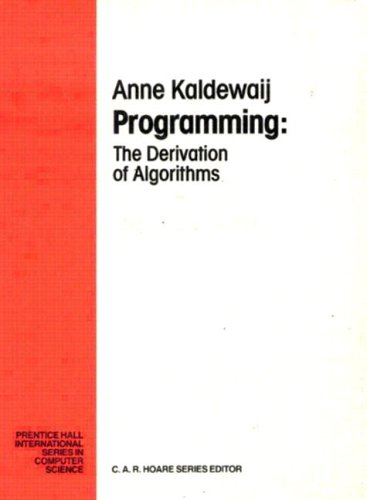 Anne Kaldewaij
Programming:
The Derivation
of Algorithms
PRENTICE HALL
INTERNATIONAL
SERIES IN
COMPUTER
SCIENCE
C. A. R. HOARE SERIES EDITOR